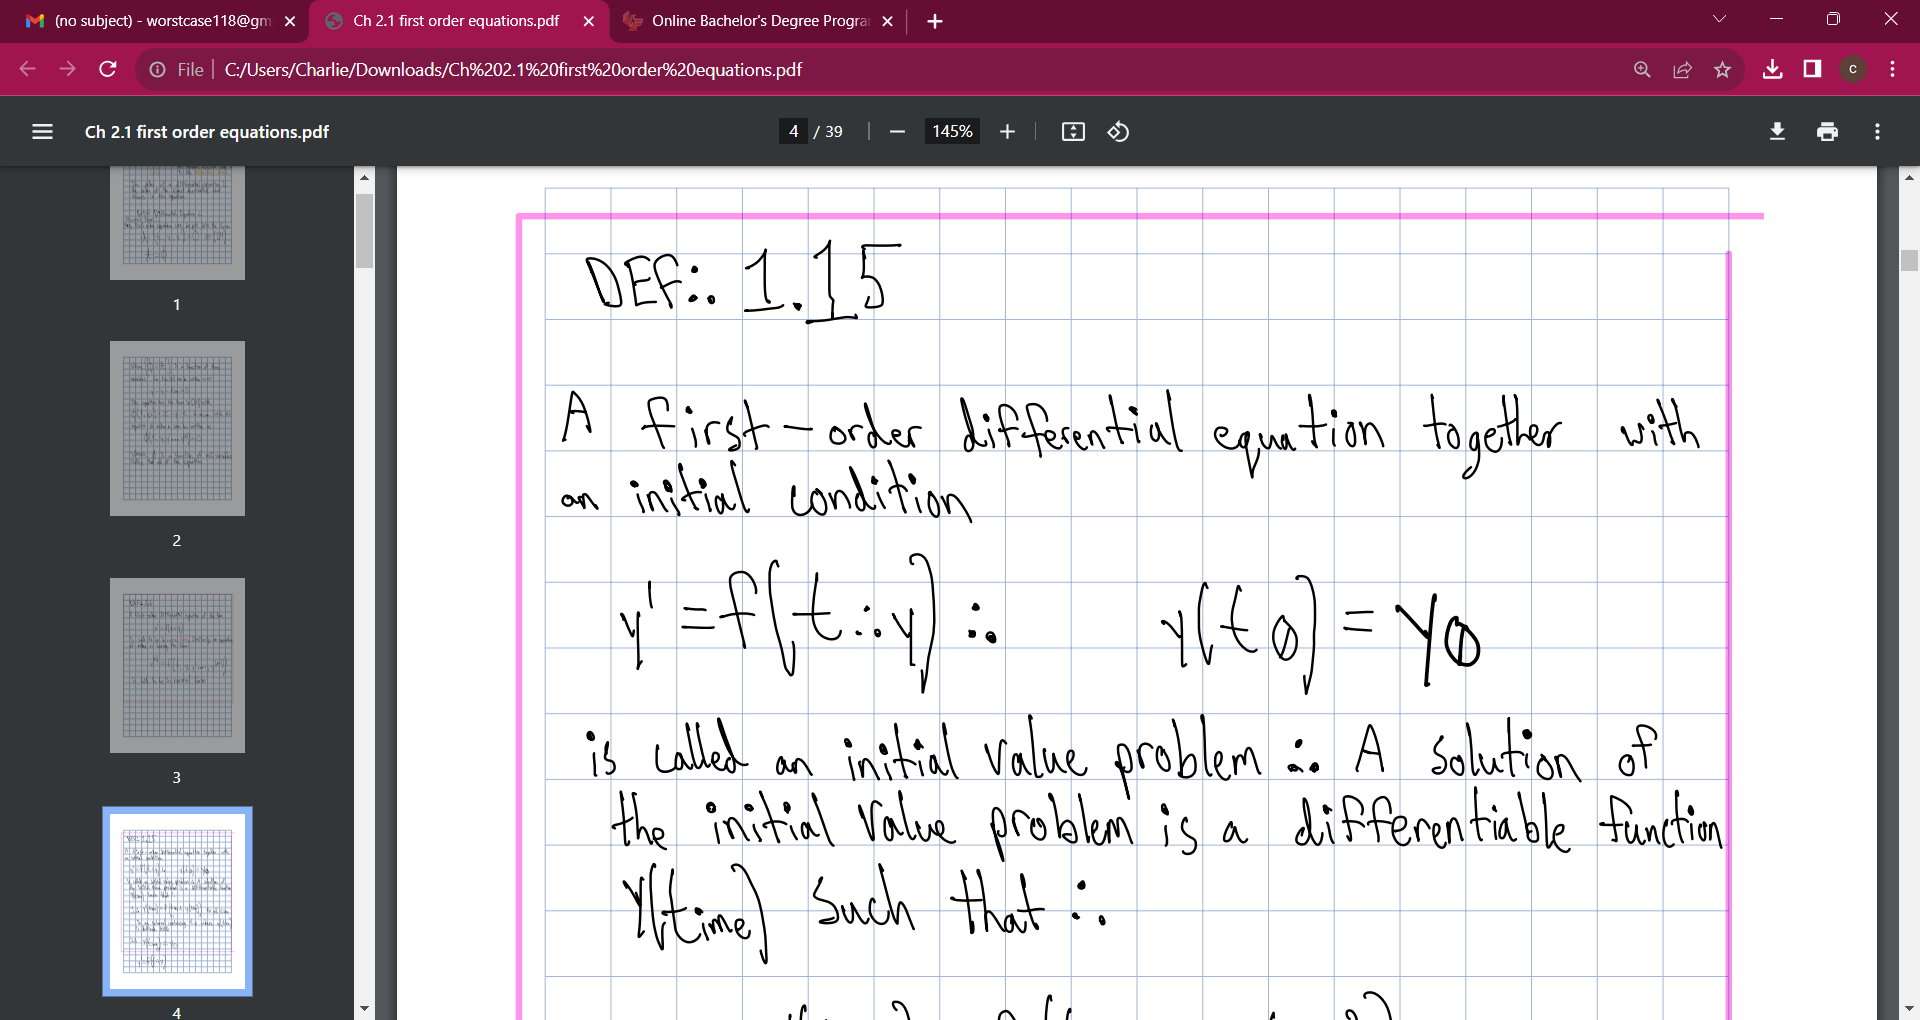 (no subject) - worstcase118@gm
Ch 2.1 first order equations.pdf
Online Bachelor's Degree Progra
File
C:/Users/Charlie/Downloads/Ch%202.1%20first%20order%20equations.pdf
c
Ch 2.1 first order equations.pdf
4 / 39
145%
1
2
3
4
DEF:. 1.15
A first-order differential equation together with
an initial condition
y' = f(t:.y) :. y(t0) = y0
is called an initial value problem :. A solution of
the initial value problem is a differentiable function
y(time) such that :.